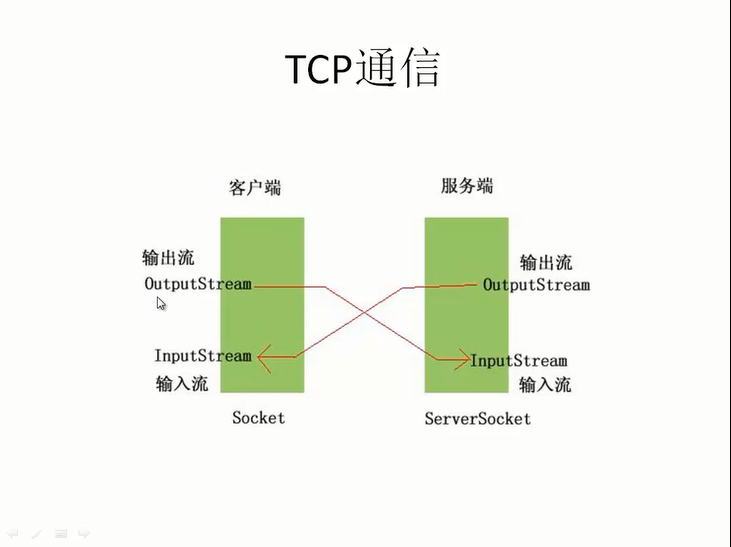 TCP通信
客户端
服务端
输出流
OutputStream
输出流
OutputStream
InputStream
输入流
InputStream
输入流
Socket
ServerSocket